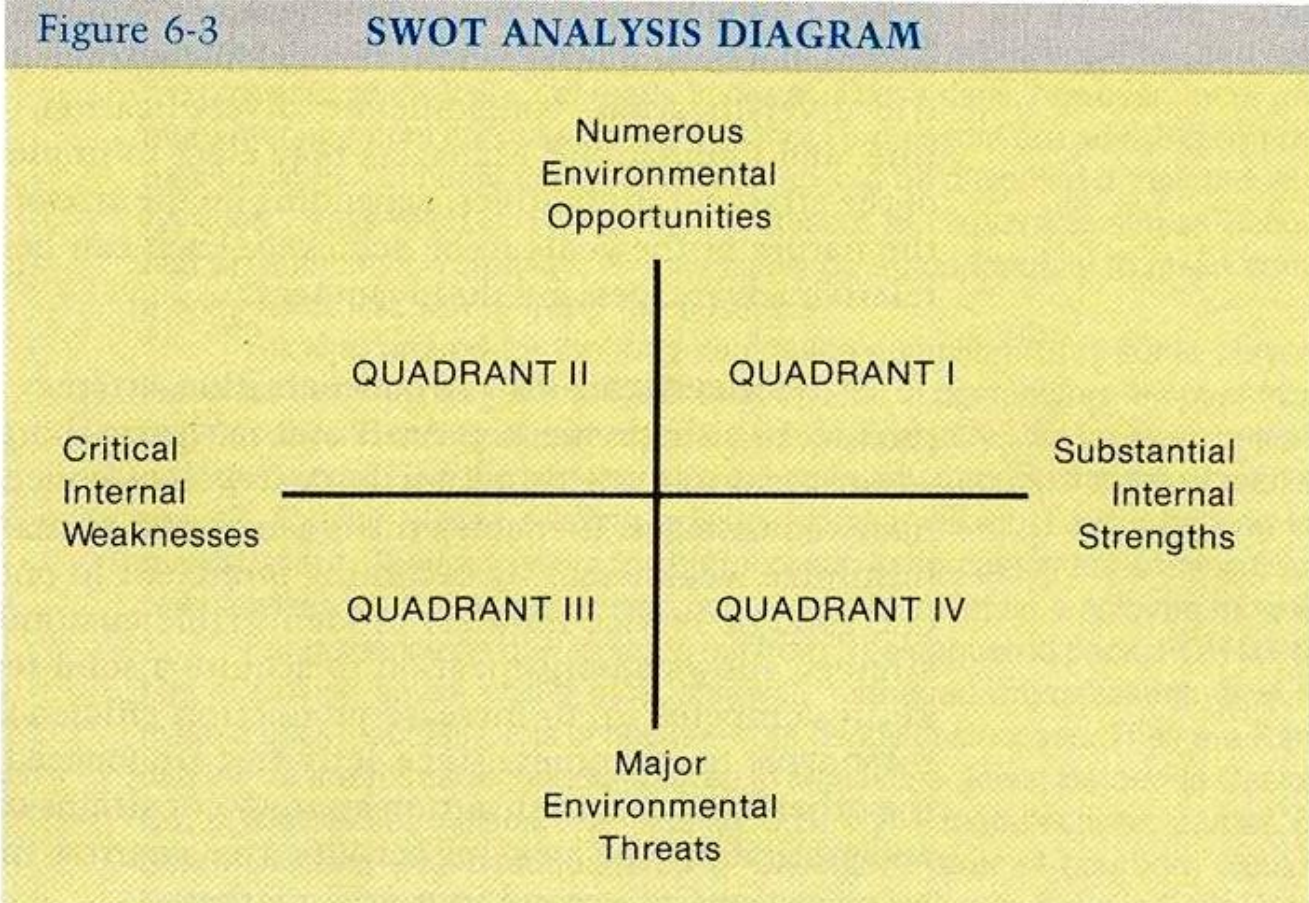 Figure 6-3 SWOT ANALYSIS DIAGRAM
Numerous
Environmental
Opportunities
QUADRANT II QUADRANT I
Critical
Internal
Weaknesses
Substantial
Internal
Strengths
QUADRANT III QUADRANT IV
Major
Environmental
Threats